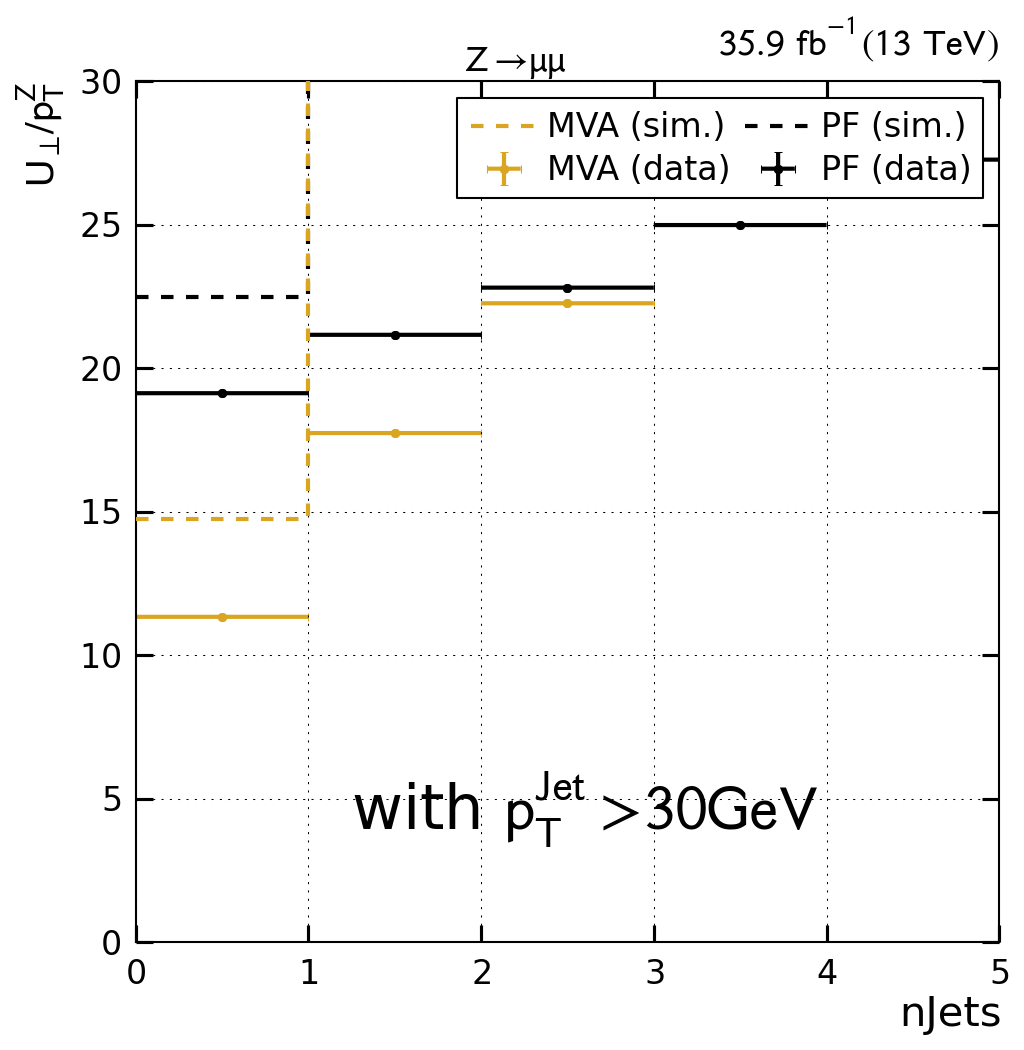 35.9 fb⁻¹(13 TeV)
Z→μμ
U⊥/p_T^Z
MVA (sim.) PF (sim.)
MVA (data) PF (data)
30
25
20
15
10
5
0
with p_T^Jet >30GeV
0 1 2 3 4 5
nJets